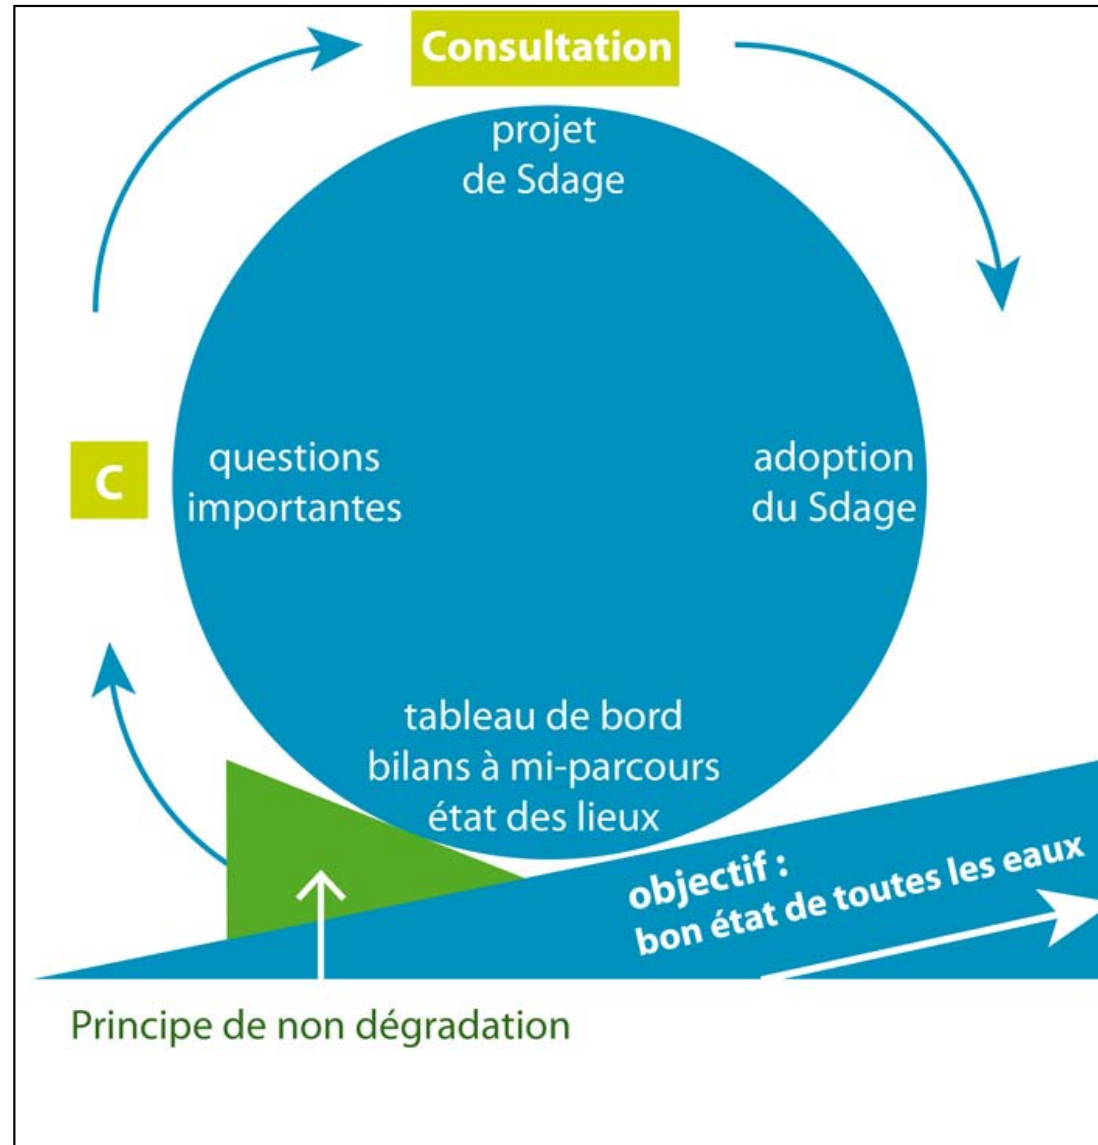 Consultation
projet
de Sdage
C
questions
importantes
adoption
du Sdage
tableau de bord
bilans à mi-parcours
état des lieux
objectif :
bon état de toutes les eaux
Principe de non dégradation